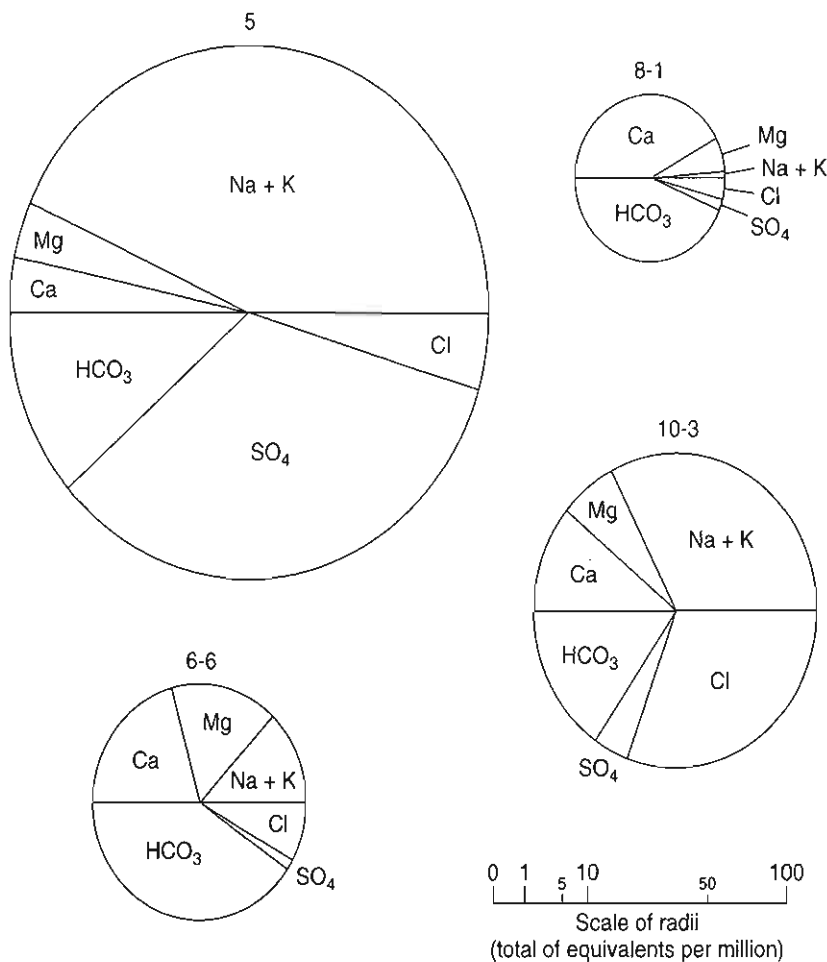 5
Na + K
Mg
Ca
HCO₃
SO₄
Cl
8-1
Ca
Mg
Na + K
Cl
SO₄
HCO₃
10-3
Mg
Na + K
Ca
HCO₃
Cl
SO₄
6-6
Mg
Ca
Na + K
Cl
HCO₃
SO₄
0 1 5 10 50 100
Scale of radii
(total of equivalents per million)